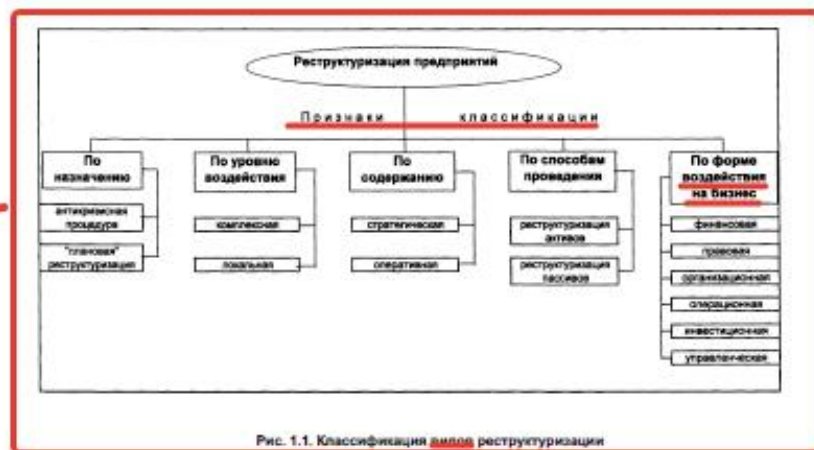 Реструктуризация предприятий
Признаки классификации
По
назначению
антикризисная
процедура
"плановая"
реструктуризация
По уровню
воздействия
комплексная
локальная
По
содержанию
стратегическая
оперативная
По способам
проведения
реструктуризация
активов
реструктуризация
пассивов
По форме
воздействия
на бизнес
финансовая
правовая
организационная
операционная
инвестиционная
управленческая
Рис. 1.1. Классификация видов реструктуризации